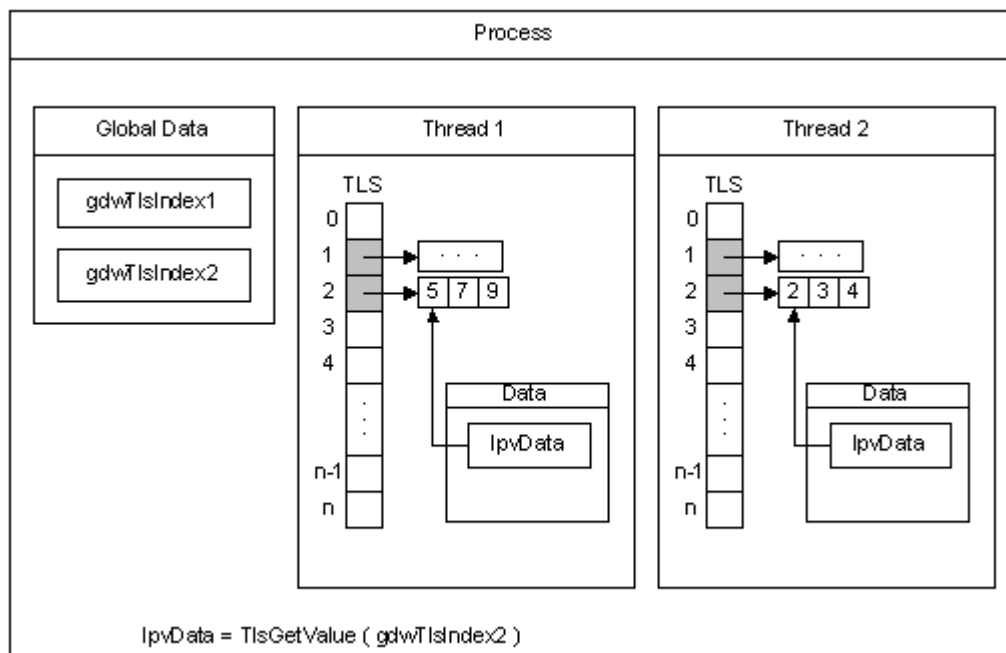 Process
Global Data
gdwTlsIndex1
gdwTlsIndex2
Thread 1
TLS
0
1
. . .
2
5 7 9
3
4
Data
lpvData
n-1
n
Thread 2
TLS
0
1
. . .
2
2 3 4
3
4
Data
lpvData
n-1
n
lpvData = TlsGetValue ( gdwTlsIndex2 )